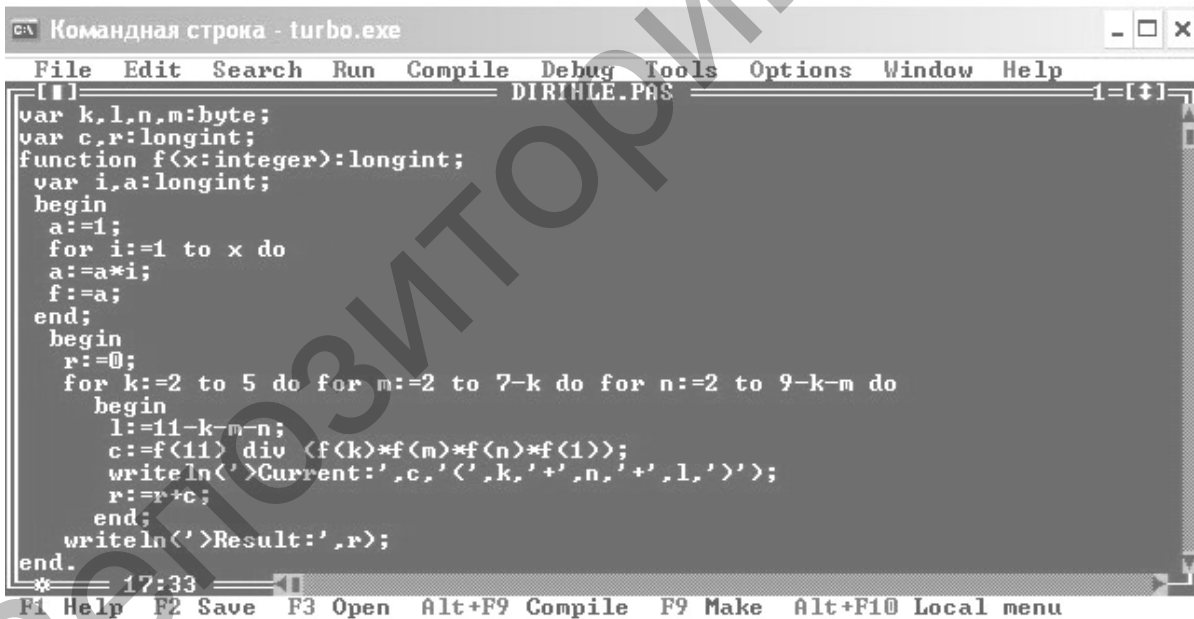 Командная строка - turbo.exe
File Edit Search Run Compile Debug Tools Options Window Help
DIRIHLE.PAS 1=[↕]
var k,l,n,m:byte;
var c,r:longint;
function f(x:integer):longint;
var i,a:longint;
begin
a:=1;
for i:=1 to x do
a:=a*i;
f:=a;
end;
begin
r:=0;
for k:=2 to 5 do for m:=2 to 7-k do for n:=2 to 9-k-m do
begin
l:=11-k-m-n;
c:=f(11) div (f(k)*f(m)*f(n)*f(l));
writeln('>Current:',c,'(',k,'+',n,'+',l,')');
r:=r+c;
end;
writeln('>Result:',r);
end.
17:33
F1 Help F2 Save F3 Open Alt+F9 Compile F9 Make Alt+F10 Local menu